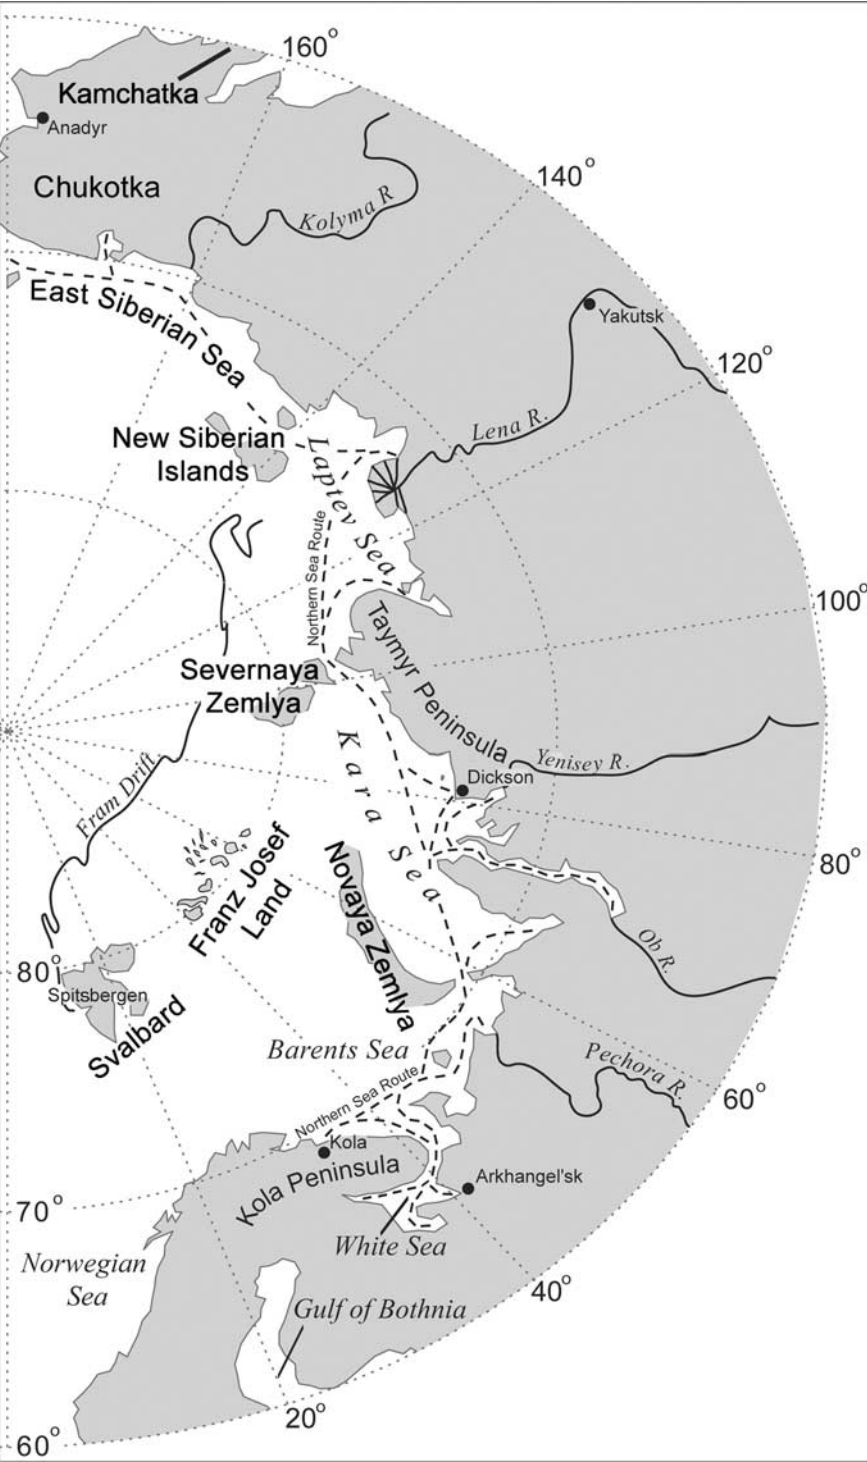 160°
Kamchatka
Anadyr
Chukotka
140°
Kolyma R
East Siberian Sea
Yakutsk
120°
New Siberian
Islands
Lena R.
Laptev Sea
Northern Sea Route
100°
Taymyr Peninsula
Severnaya
Zemlya
Kara Sea
Yenisey R.
Dickson
Fram Drift
Franz Josef
Land
Novaya Zemlya
80°
Ob R.
80°
Spitsbergen
Svalbard
Barents Sea
Pechora R.
Northern Sea Route
60°
Kola
Kola Peninsula
Arkhangel'sk
70°
White Sea
Norwegian
Sea
40°
Gulf of Bothnia
20°
60°